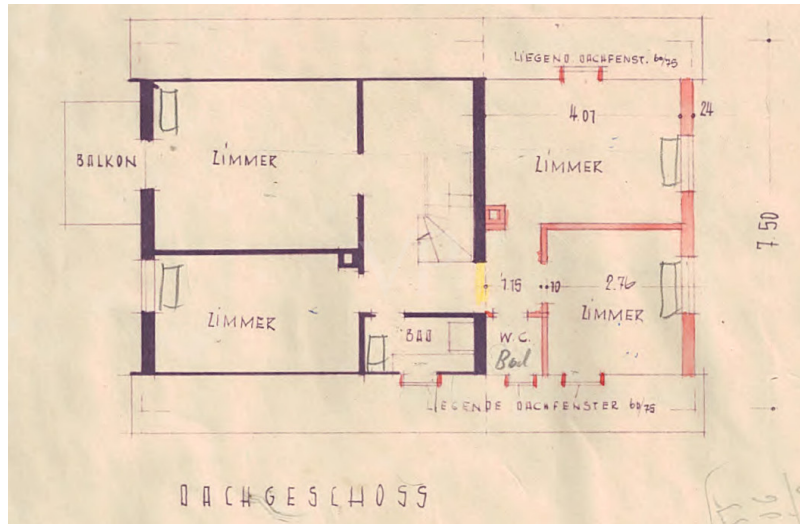 LIEGEND. DACHFENST. 60/75
4.01
24
BALKON
ZIMMER
ZIMMER
7.50
1.15
10
2.76
ZIMMER
ZIMMER
BAD
W.C.
Bad
LIEGENDE DACHFENSTER 60/75
DACHGESCHOSS